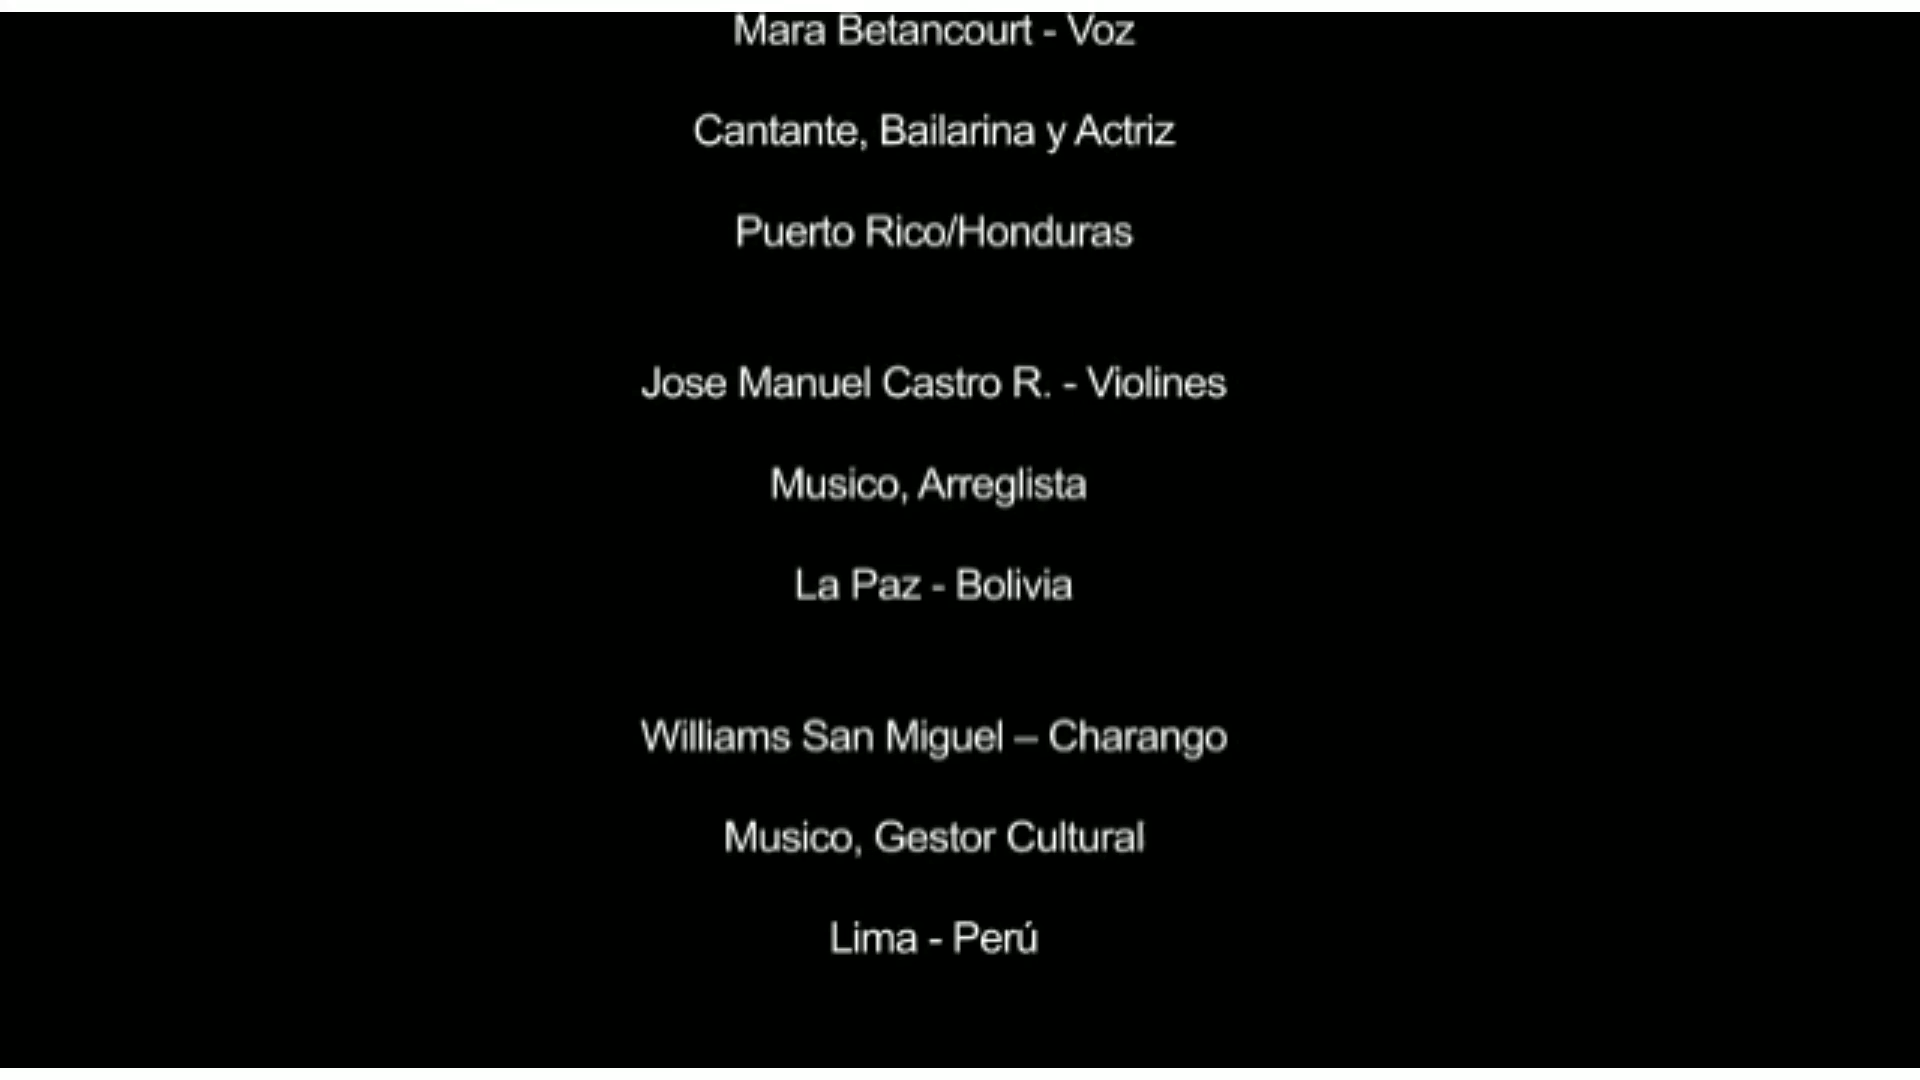 Mara Betancourt - Voz
Cantante, Bailarina y Actriz
Puerto Rico/Honduras
Jose Manuel Castro R. - Violines
Musico, Arreglista
La Paz - Bolivia
Williams San Miguel – Charango
Musico, Gestor Cultural
Lima - Perú